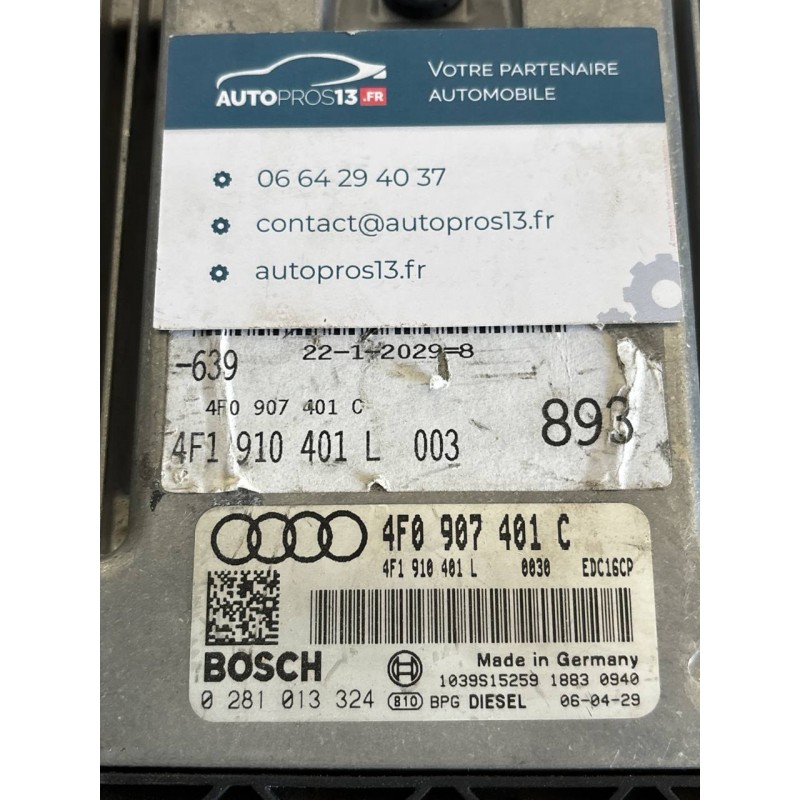 VOTRE PARTENAIRE
AUTOMOBILE
AUTOPROS13.FR
06 64 29 40 37
contact@autopros13.fr
autopros13.fr
22-1-2029-8
-639
4F0 907 401 C
893
4F1 910 401 L 003
4F0 907 401 C
4F1 910 401 L 0030 EDC16CP
BOSCH
Made in Germany
1039S15259 1883 0940
0 281 013 324 810 BPG DIESEL 06-04-29